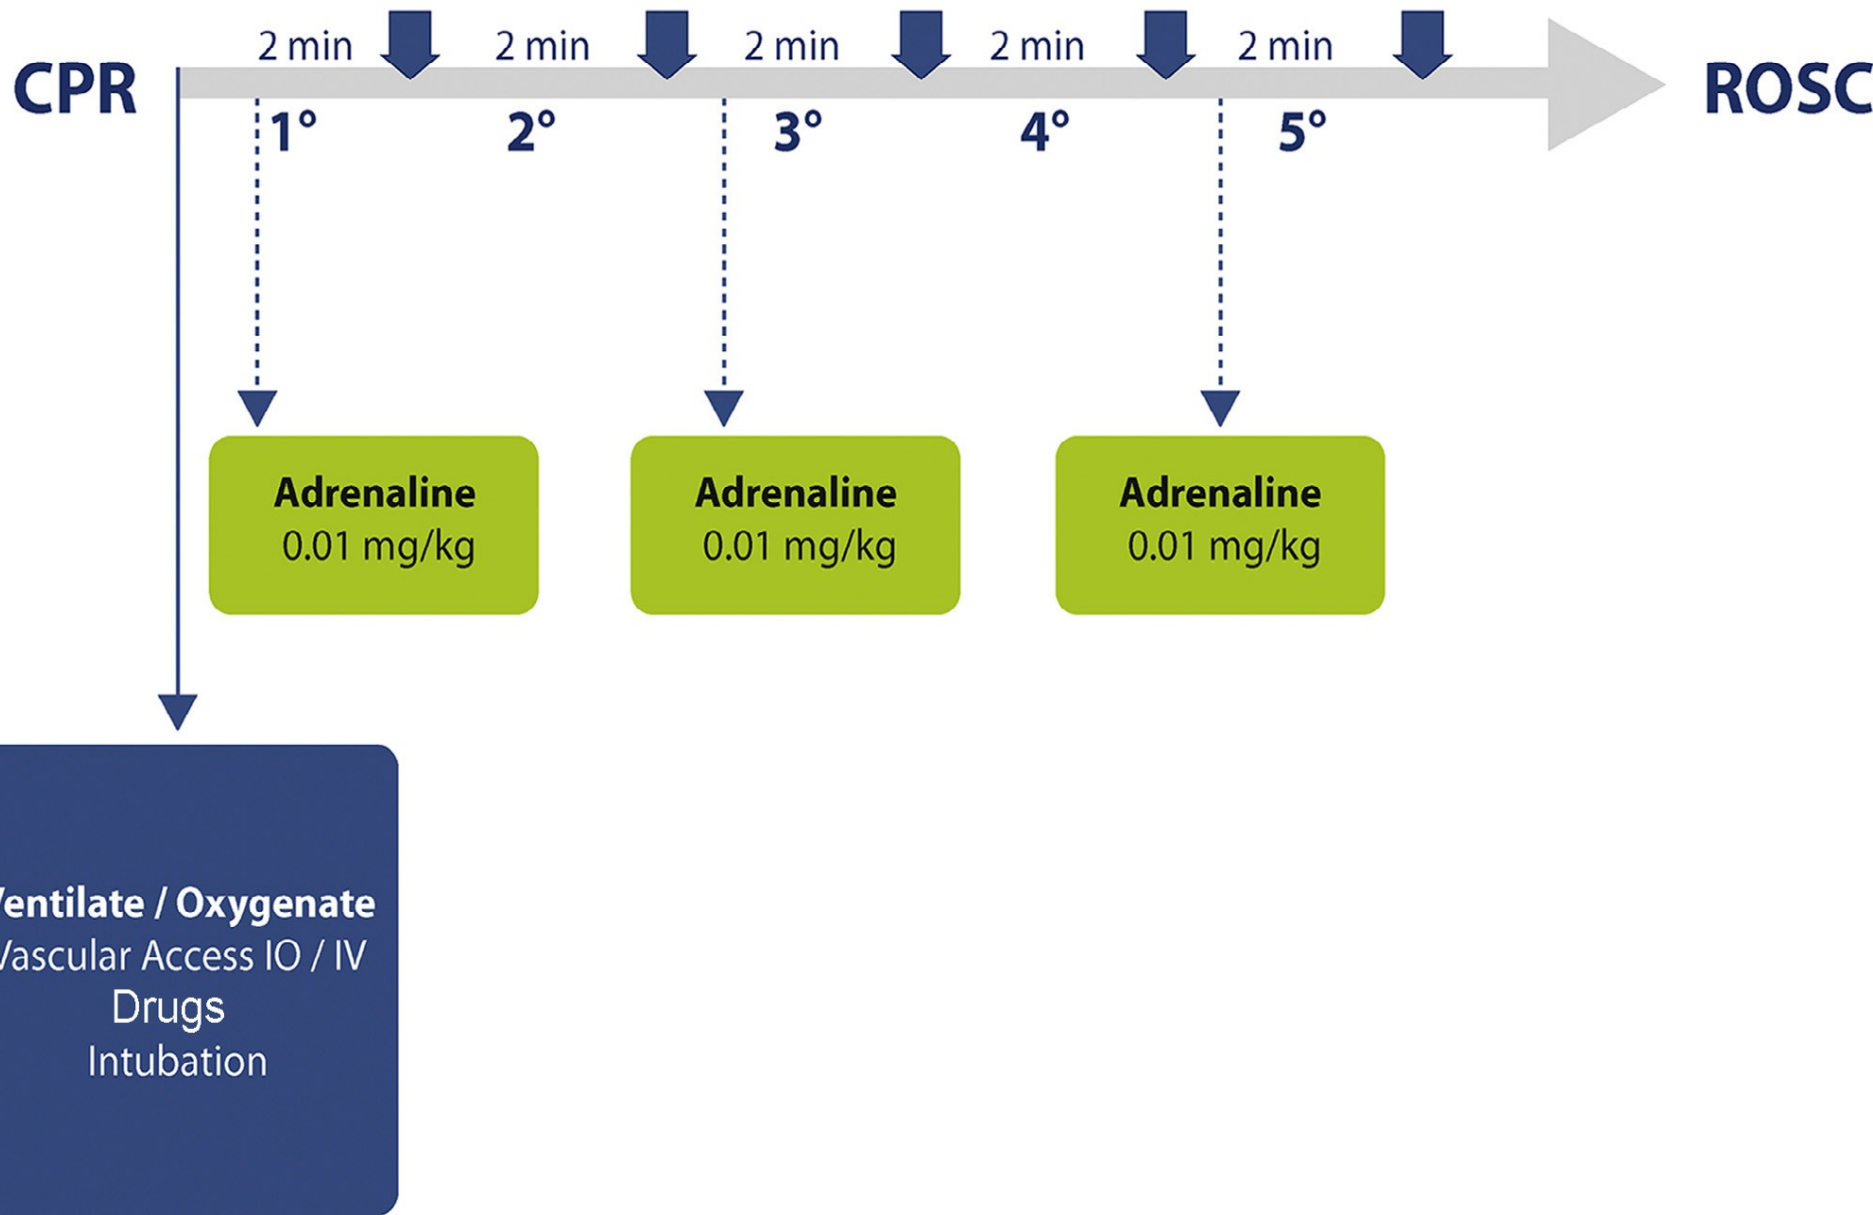 2 min 2 min 2 min 2 min 2 min
CPR ROSC
1° 2° 3° 4° 5°
Adrenaline Adrenaline Adrenaline
0.01 mg/kg 0.01 mg/kg 0.01 mg/kg
Ventilate / Oxygenate
Vascular Access IO / IV
Drugs
Intubation